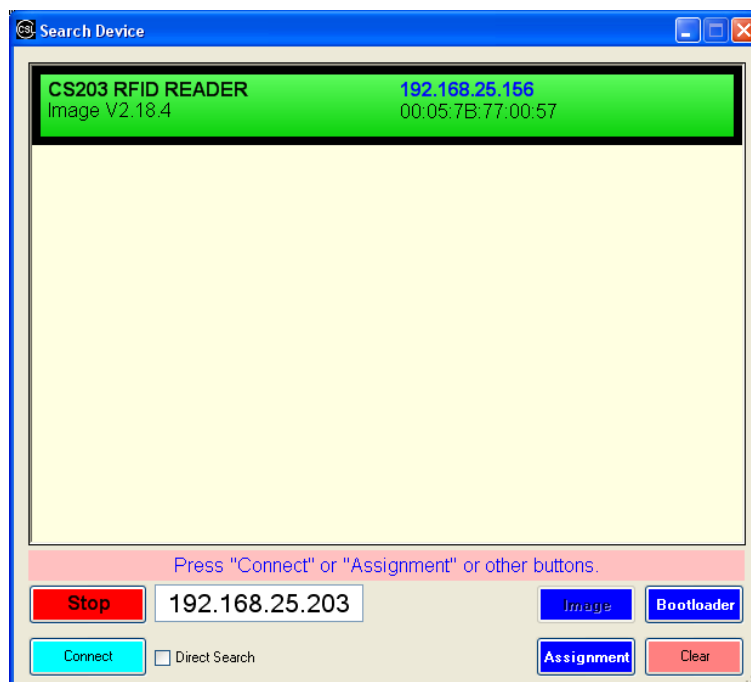 CSL Search Device
CS203 RFID READER 192.168.25.156
Image V2.18.4 00:05:7B:77:00:57
Press "Connect" or "Assignment" or other buttons.
Stop 192.168.25.203 Image Bootloader
Connect Direct Search Assignment Clear